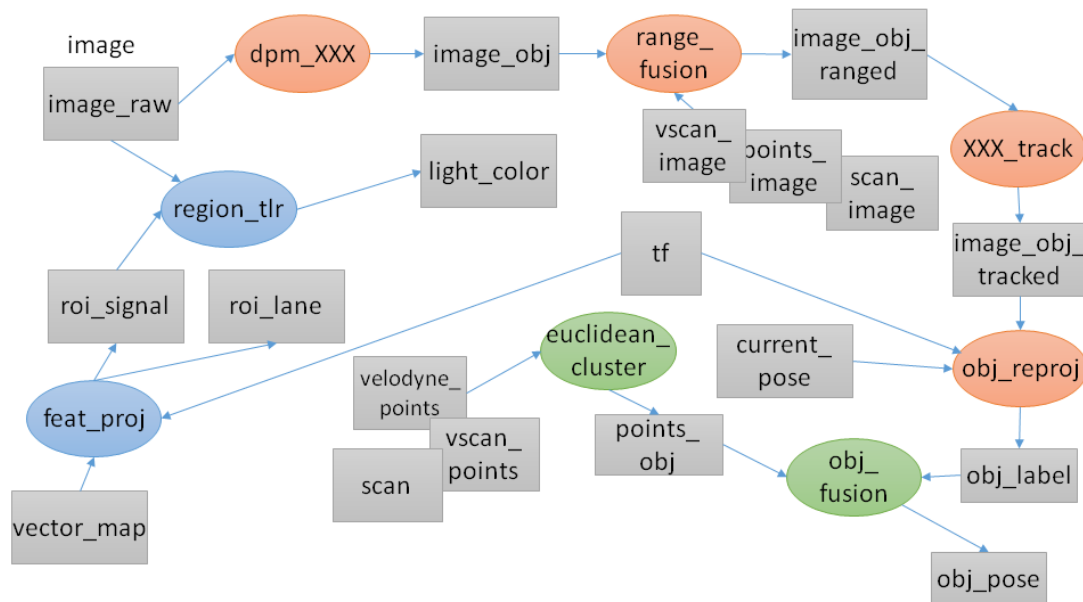 image
image_raw
dpm_XXX
image_obj
range_
fusion
image_obj_
ranged
vscan_
image
points_
image
scan_
image
XXX_track
light_color
region_tlr
image_obj_
tracked
tf
roi_signal
roi_lane
euclidean_
cluster
current_
pose
obj_reproj
velodyne_
points
feat_proj
vscan_
points
points_
obj
scan
obj_
fusion
obj_label
vector_map
obj_pose